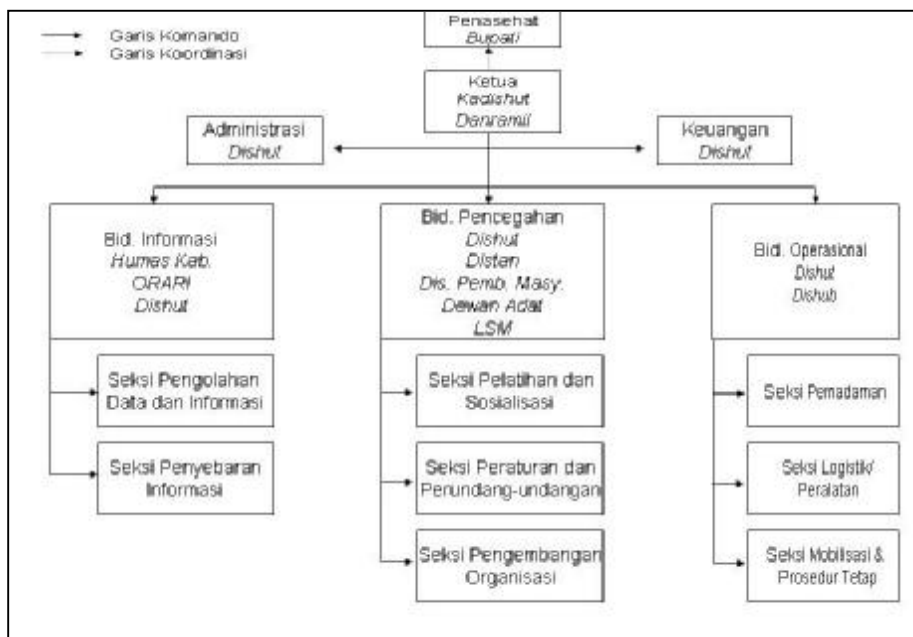 Garis Komando
Garis Koordinasi
Penasehat
Bupati
Ketua
Kadishut
Danramil
Administrasi
Dishut
Keuangan
Dishut
Bid. Informasi
Humas Kab.
ORARI
Dishut
Bid. Pencegahan
Dishut
Distan
Dis. Pemb. Masy.
Dewan Adat
LSM
Bid. Operasional
Dishut
Dishub
Seksi Pengolahan
Data dan Informasi
Seksi Penyebaran
Informasi
Seksi Pelatihan dan
Sosialisasi
Seksi Peraturan dan
Perundang-undangan
Seksi Pengembangan
Organisasi
Seksi Pemadaman
Seksi Logistik/
Peralatan
Seksi Mobilisasi &
Prosedur Tetap